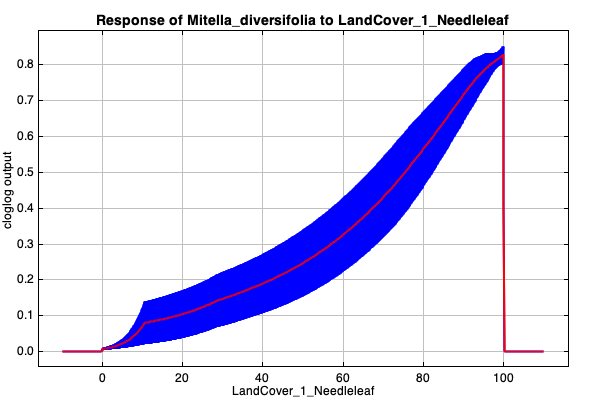 Response of Mitella_diversifolia to LandCover_1_Needleleaf
cloglog output
0.8
0.7
0.6
0.5
0.4
0.3
0.2
0.1
0.0
0 20 40 60 80 100
LandCover_1_Needleleaf